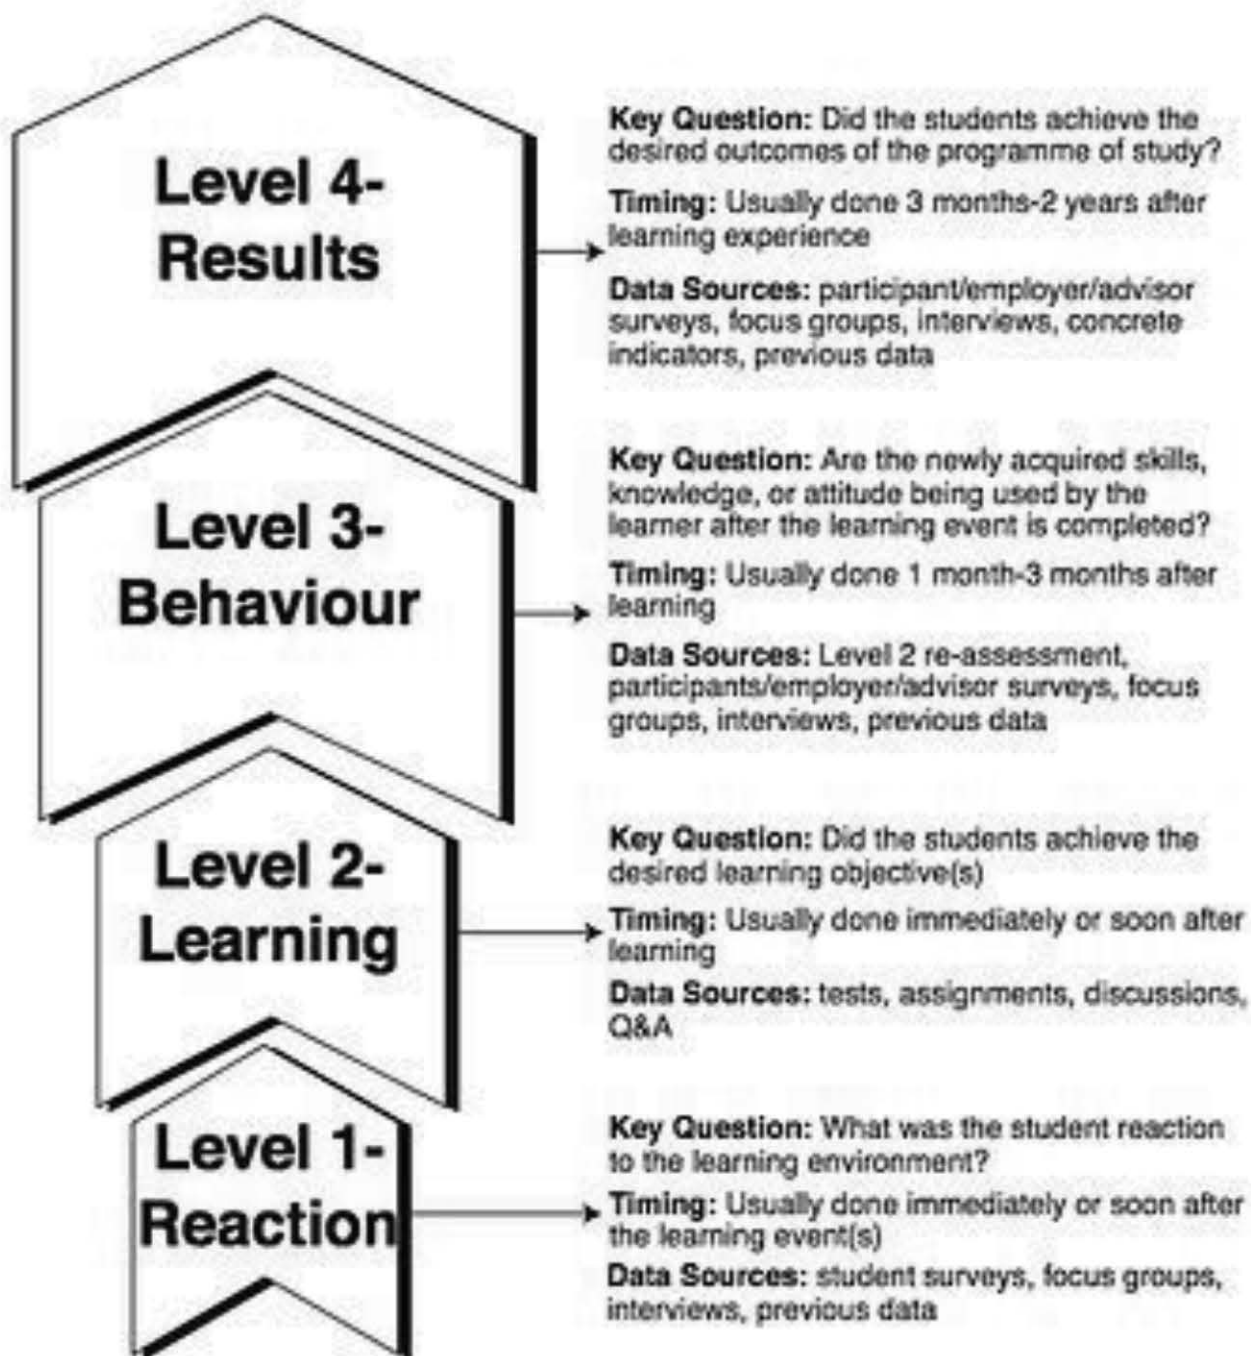 Level 4-
Results
Key Question: Did the students achieve the
desired outcomes of the programme of study?
Timing: Usually done 3 months-2 years after
learning experience
Data Sources: participant/employer/advisor
surveys, focus groups, interviews, concrete
indicators, previous data
Level 3-
Behaviour
Key Question: Are the newly acquired skills,
knowledge, or attitude being used by the
learner after the learning event is completed?
Timing: Usually done 1 month-3 months after
learning
Data Sources: Level 2 re-assessment,
participants/employer/advisor surveys, focus
groups, interviews, previous data
Level 2-
Learning
Key Question: Did the students achieve the
desired learning objective(s)
Timing: Usually done immediately or soon after
learning
Data Sources: tests, assignments, discussions,
Q&A
Level 1-
Reaction
Key Question: What was the student reaction
to the learning environment?
Timing: Usually done immediately or soon after
the learning event(s)
Data Sources: student surveys, focus groups,
interviews, previous data